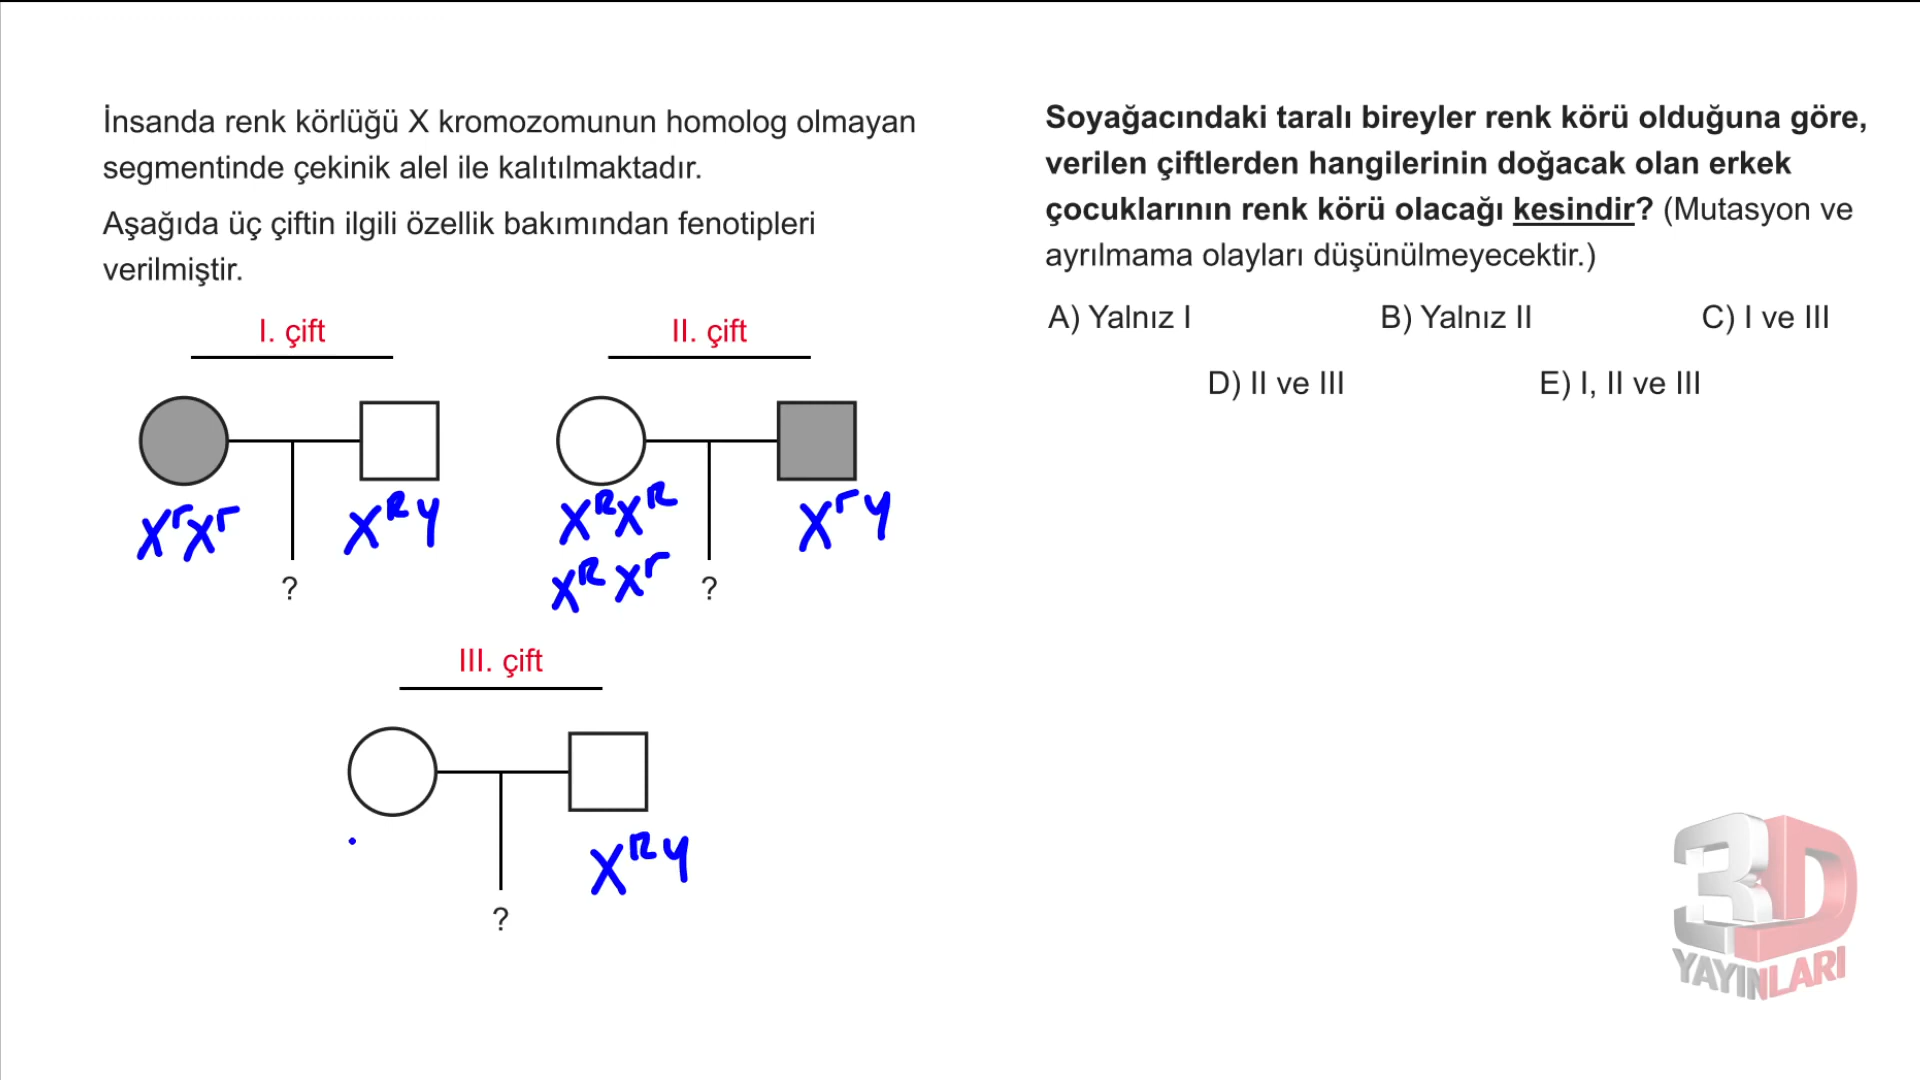 İnsanda renk körlüğü X kromozomunun homolog olmayan
segmentinde çekinik alel ile kalıtılmaktadır.
Aşağıda üç çiftin ilgili özellik bakımından fenotipleri
verilmiştir.
I. çift
II. çift
XʳXʳ
XᴿY
XᴿXᴿ
XʳY
XᴿXʳ
?
?
III. çift
XᴿY
?
Soyağacındaki taralı bireyler renk körü olduğuna göre,
verilen çiftlerden hangilerinin doğacak olan erkek
çocuklarının renk körü olacağı kesindir? (Mutasyon ve
ayrılmama olayları düşünülmeyecektir.)
A) Yalnız I B) Yalnız II C) I ve III
D) II ve III E) I, II ve III
3D
YAYINLARI